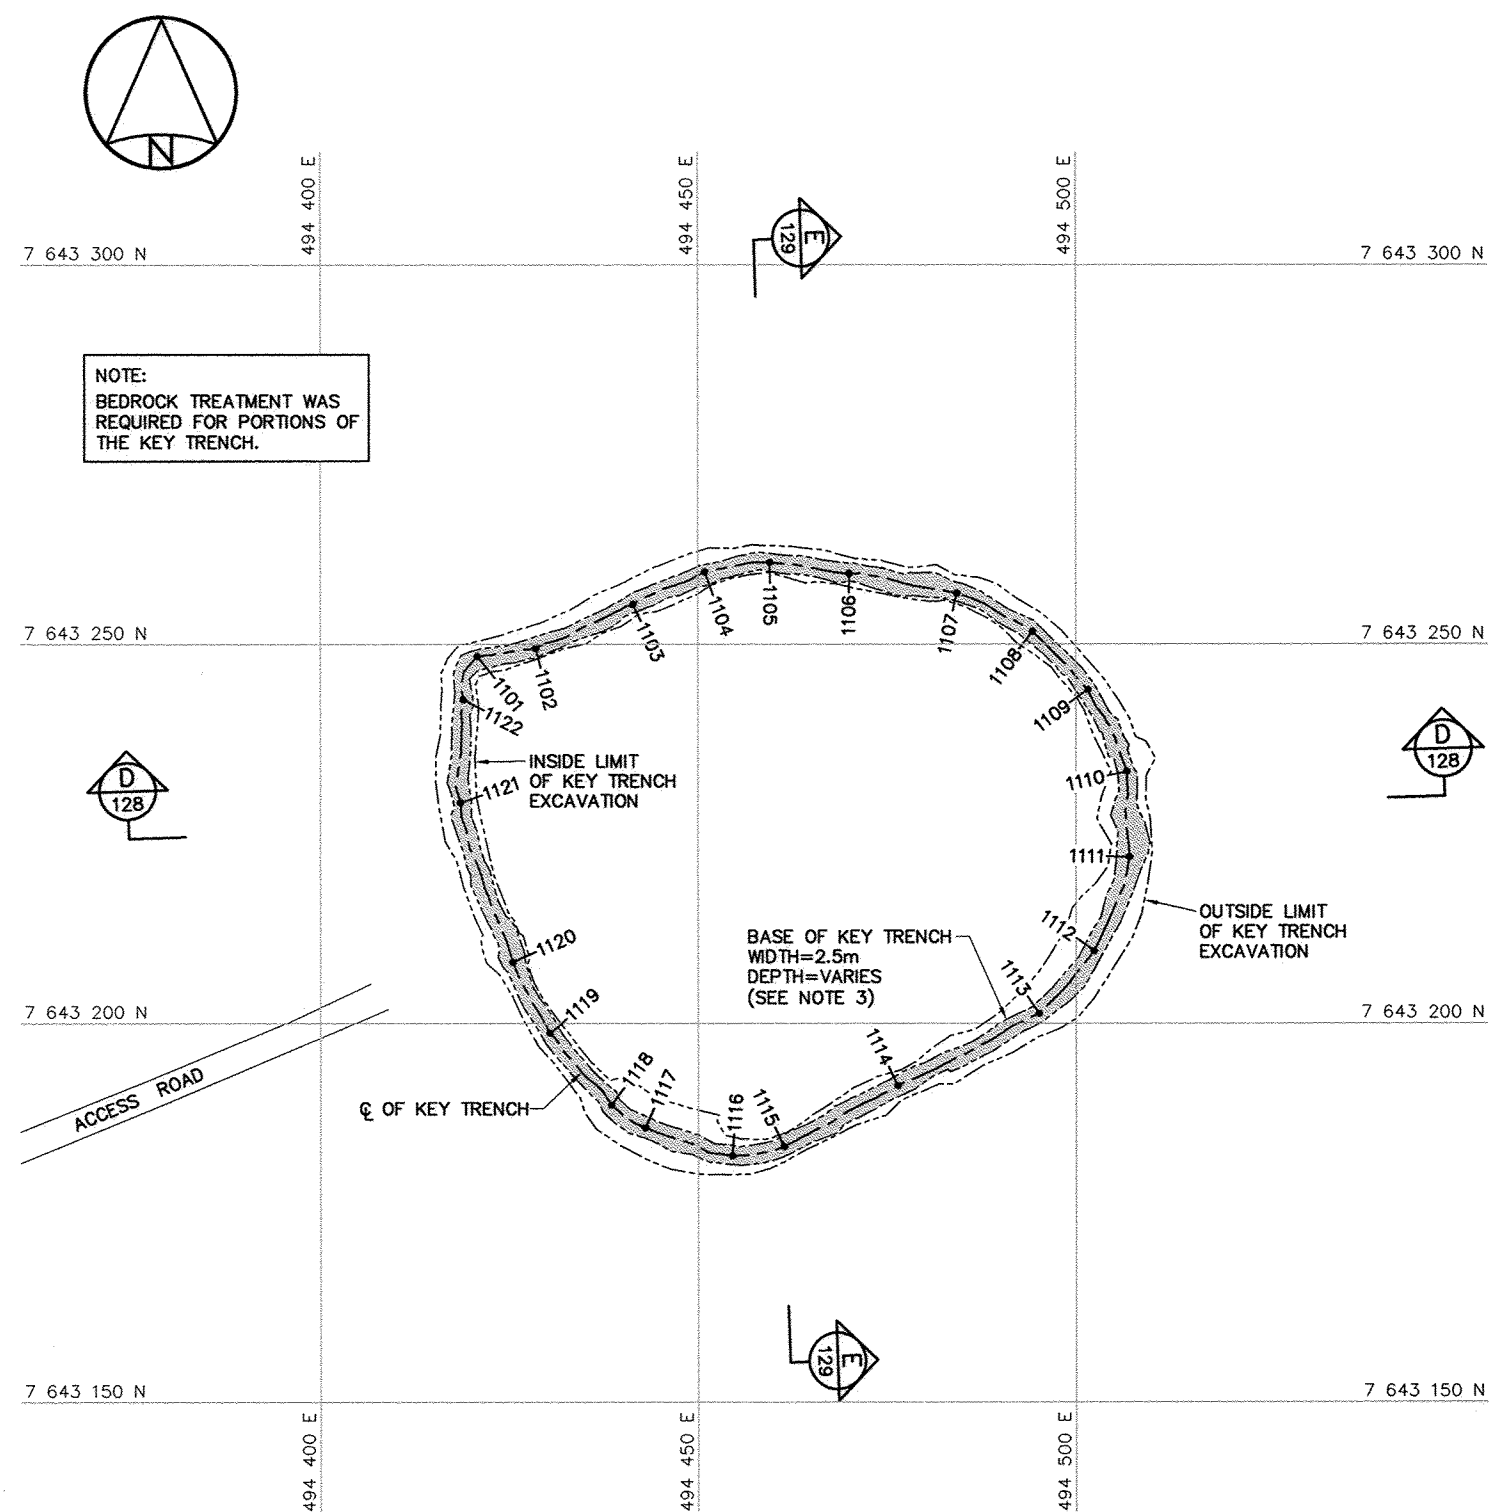 N
494 400 E
494 450 E
494 500 E
7 643 300 N
7 643 300 N
E
129
NOTE:
BEDROCK TREATMENT WAS
REQUIRED FOR PORTIONS OF
THE KEY TRENCH.
7 643 250 N
7 643 250 N
1101
1102
1103
1104
1105
1106
1107
1108
1109
1110
1111
1112
1113
1114
1115
1116
1117
1118
1119
1120
1121
1122
INSIDE LIMIT
OF KEY TRENCH
EXCAVATION
D
128
D
128
OUTSIDE LIMIT
OF KEY TRENCH
EXCAVATION
BASE OF KEY TRENCH
WIDTH=2.5m
DEPTH=VARIES
(SEE NOTE 3)
7 643 200 N
7 643 200 N
ACCESS ROAD
℄ OF KEY TRENCH
E
129
7 643 150 N
7 643 150 N
494 400 E
494 450 E
494 500 E